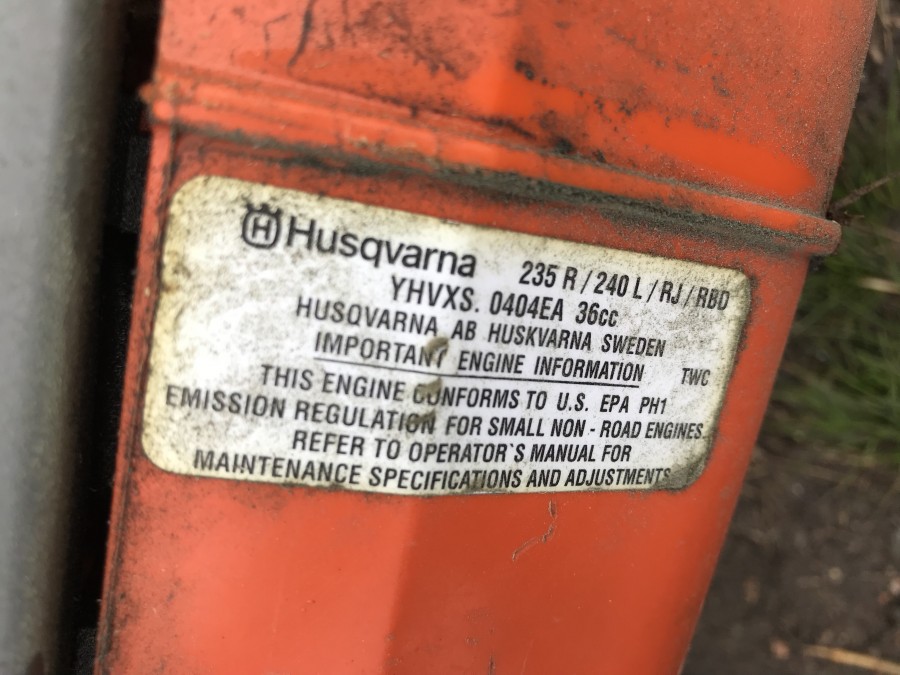 Husqvarna 235 R / 240 L / RJ / RBD
YHVXS. 0404EA 36cc
HUSQVARNA AB HUSKVARNA SWEDEN
IMPORTANT ENGINE INFORMATION TWC
THIS ENGINE CONFORMS TO U.S. EPA PH1
EMISSION REGULATION FOR SMALL NON - ROAD ENGINES.
REFER TO OPERATOR`S MANUAL FOR
MAINTENANCE SPECIFICATIONS AND ADJUSTMENTS